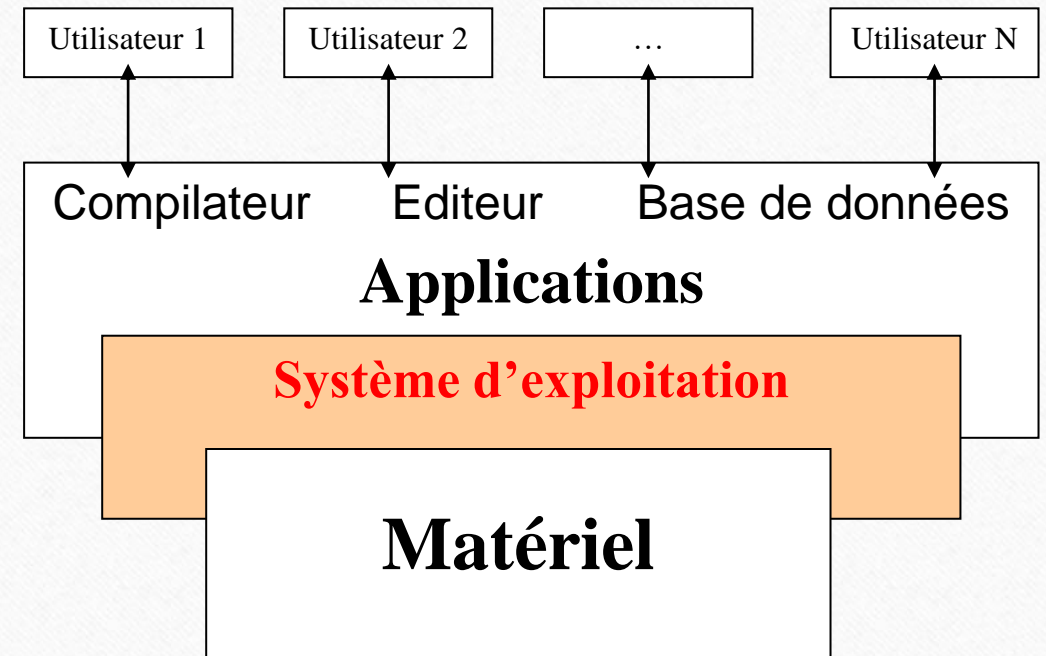 Utilisateur 1 Utilisateur 2 … Utilisateur N
Compilateur Editeur Base de données
Applications
Système d’exploitation
Matériel